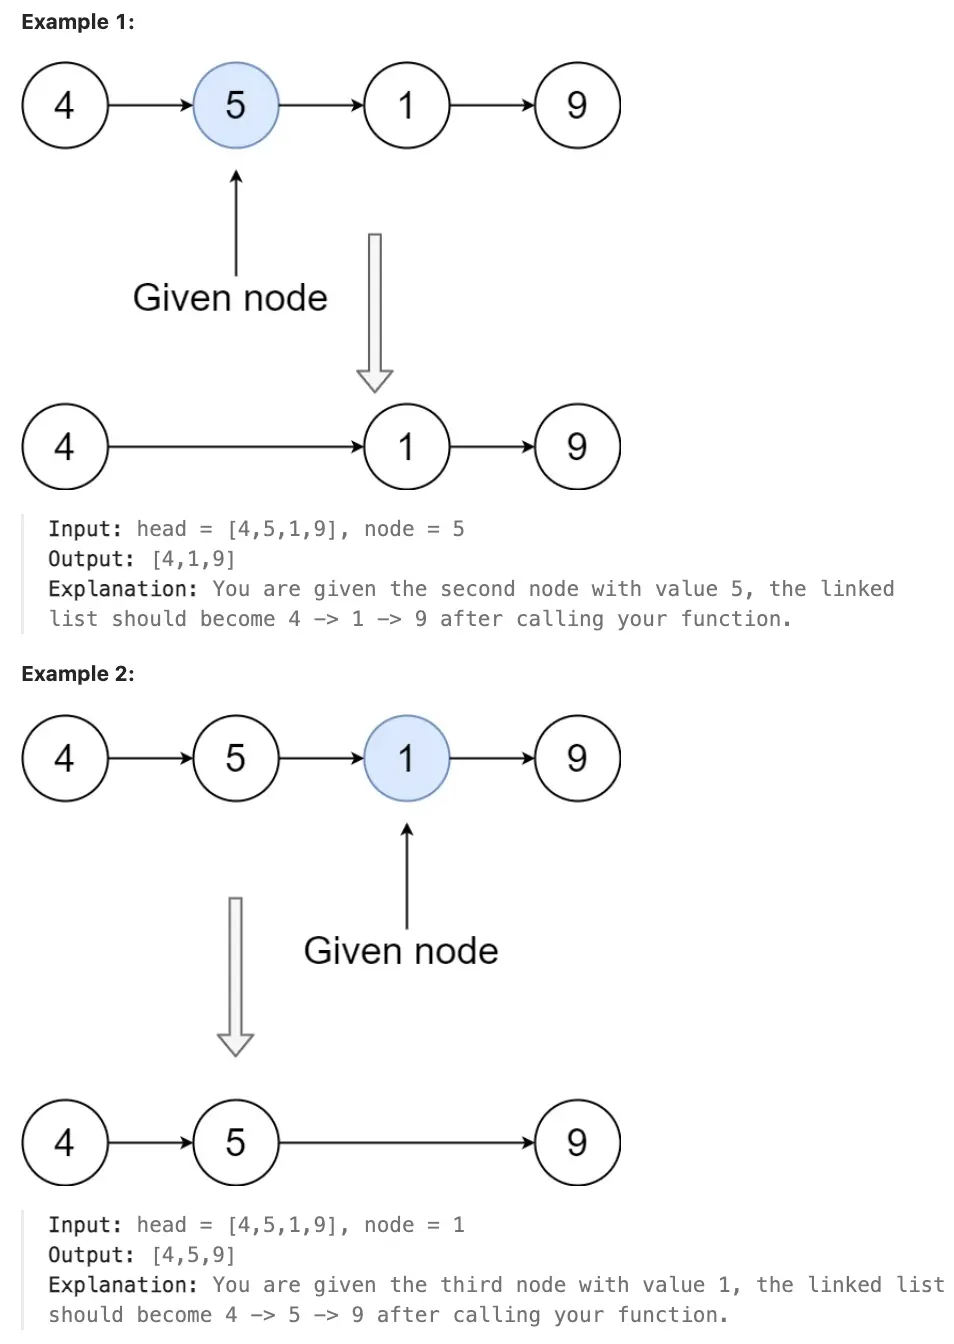 Example 1:
4 5 1 9
Given node
4 1 9
Input: head = [4,5,1,9], node = 5
Output: [4,1,9]
Explanation: You are given the second node with value 5, the linked
list should become 4 -> 1 -> 9 after calling your function.
Example 2:
4 5 1 9
Given node
4 5 9
Input: head = [4,5,1,9], node = 1
Output: [4,5,9]
Explanation: You are given the third node with value 1, the linked list
should become 4 -> 5 -> 9 after calling your function.